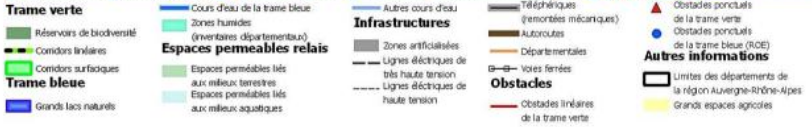 Trame verte
Réservoirs de biodiversité
Corridors linéaires
Corridors surfaciques
Trame bleue
Grands lacs naturels
Cours d'eau de la trame bleue
Zones humides
(inventaires départementaux)
Espaces permeables relais
Espaces perméables liés
aux milieux terrestres
Espaces perméables liés
aux milieux aquatiques
Autres cours d'eau
Infrastructures
Zones artificialisées
Lignes éléctriques de
très haute tension
Lignes éléctriques de
haute tension
Téléphériques
(remontées mécaniques)
Autoroutes
Départementales
Voies ferrées
Obstacles
Obstacles linéaires
de la trame verte
Obstacles ponctuels
de la trame verte
Obstacles ponctuels
de la trame bleue (ROE)
Autres informations
Limites des départements de
la région Auvergne-Rhône-Alpes
Grands espaces agricoles